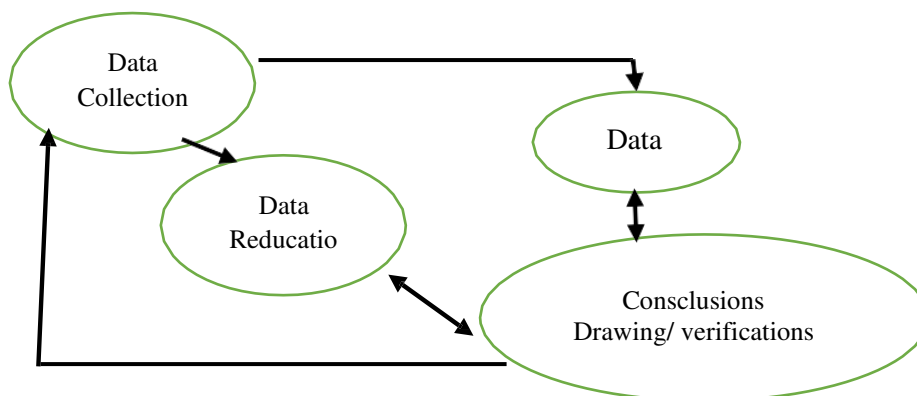 Data
Collection
Data
Data
Reducatio
Consclusions
Drawing/ verifications